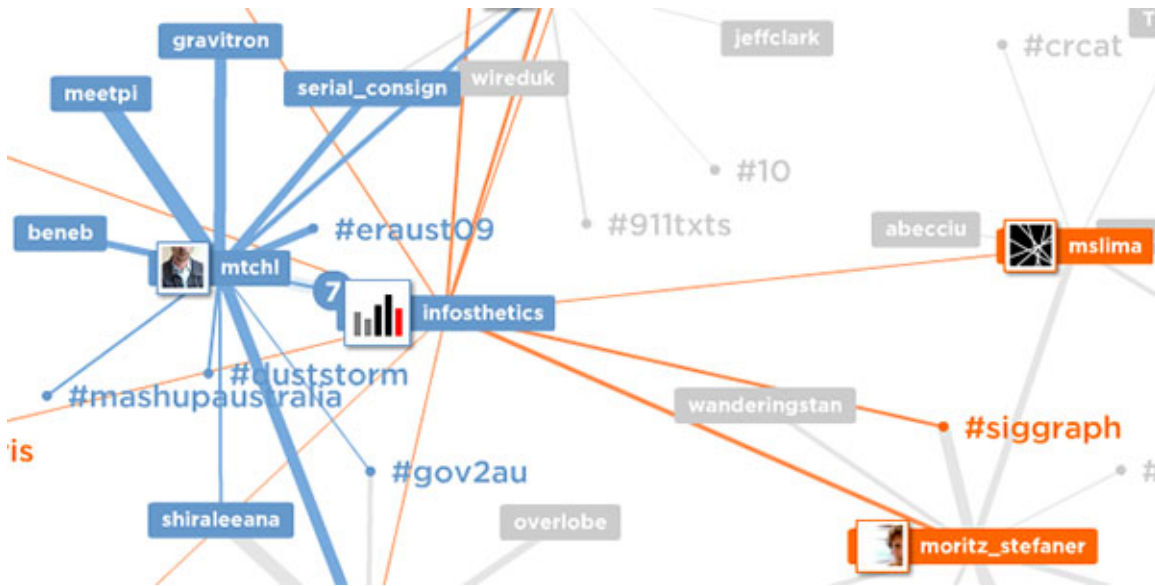 gravitron
jeffclark
#crcat
T
meetpi
serial_consign
wireduk
#10
beneb
#eraust09
#911txts
abecciu
mslima
mtchl
7
infosthetics
#duststorm
#mashupaustralia
wanderingstan
ris
#siggraph
#gov2au
#
shiraleeana
overlobe
moritz_stefaner